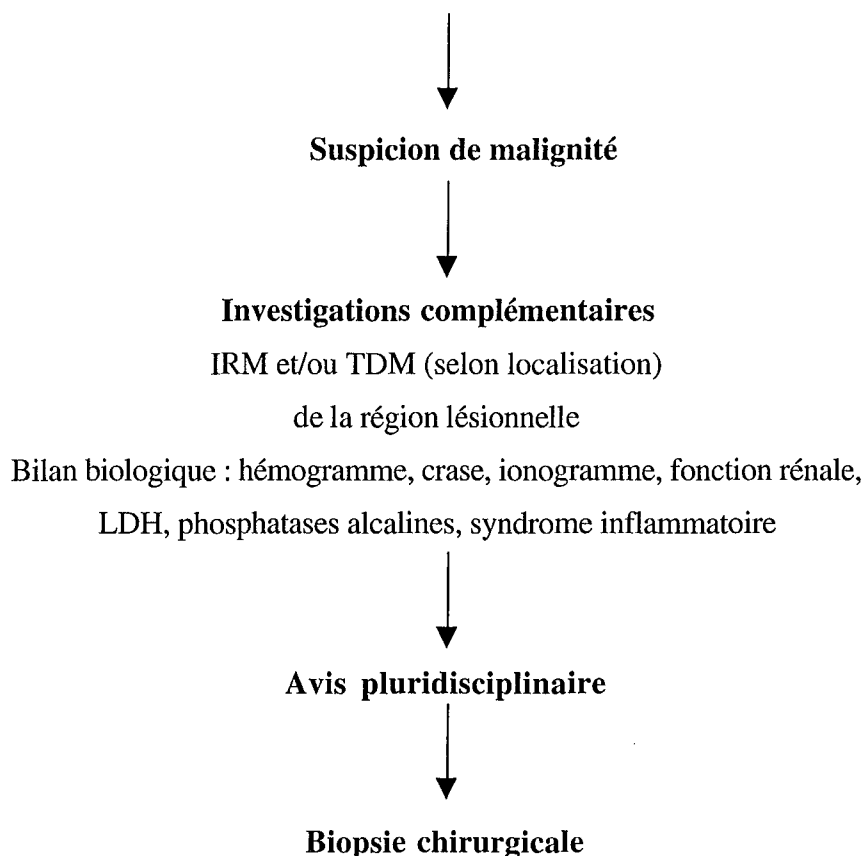 Suspicion de malignité
Investigations complémentaires
IRM et/ou TDM (selon localisation)
de la région lésionnelle
Bilan biologique : hémogramme, crase, ionogramme, fonction rénale,
LDH, phosphatases alcalines, syndrome inflammatoire
Avis pluridisciplinaire
Biopsie chirurgicale